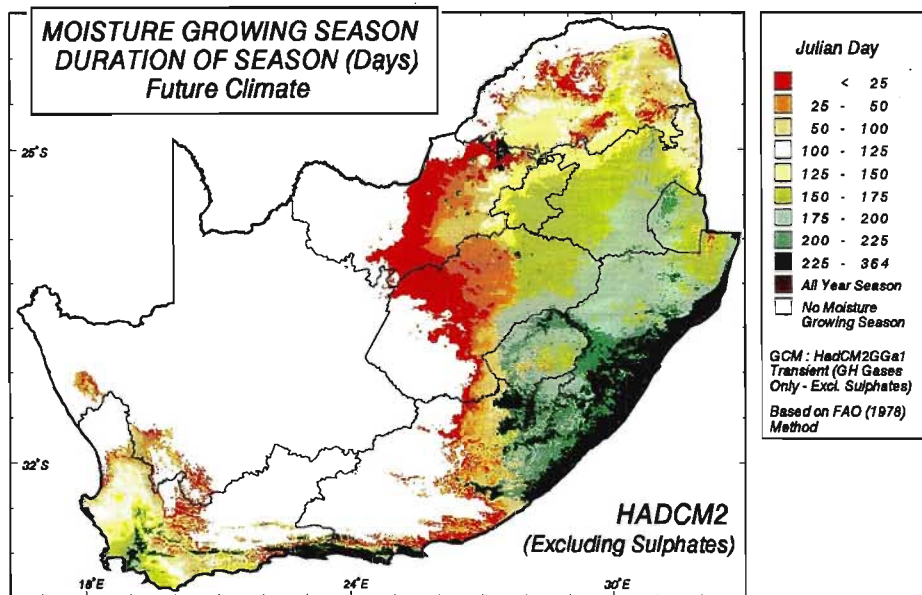 MOISTURE GROWING SEASON
DURATION OF SEASON (Days)
Future Climate
25°S
32°S
18°E
24°E
30°E
HADCM2
(Excluding Sulphates)
Julian Day
< 25
25 - 50
50 - 100
100 - 125
125 - 150
150 - 175
175 - 200
200 - 225
225 - 364
All Year Season
No Moisture
Growing Season
GCM : HadCM2GGa1
Transient (GH Gases
Only - Excl. Sulphates)
Based on FAO (1978)
Method